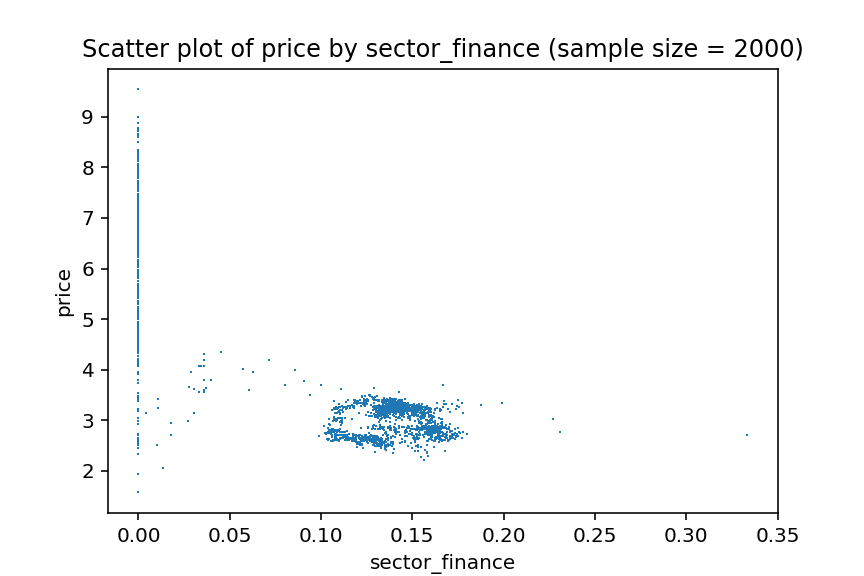 Scatter plot of price by sector_finance (sample size = 2000)
9
8
7
6
5
4
3
2
price
0.00 0.05 0.10 0.15 0.20 0.25 0.30 0.35
sector_finance